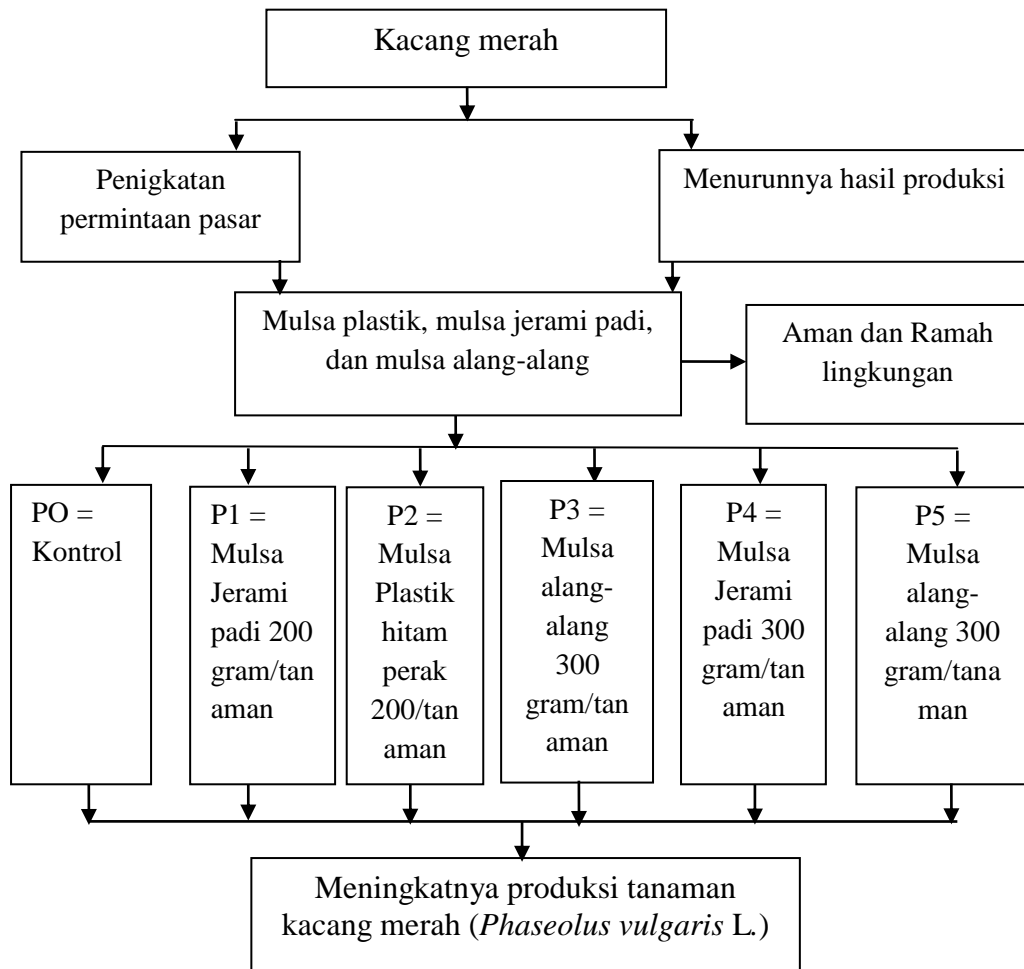 Kacang merah
Penigkatan
permintaan pasar
Menurunnya hasil produksi
Mulsa plastik, mulsa jerami padi,
dan mulsa alang-alang
Aman dan Ramah
lingkungan
PO =
Kontrol
P1 =
Mulsa
Jerami
padi 200
gram/tan
aman
P2 =
Mulsa
Plastik
hitam
perak
200/tan
aman
P3 =
Mulsa
alang-
alang
300
gram/tan
aman
P4 =
Mulsa
Jerami
padi 300
gram/tan
aman
P5 =
Mulsa
alang-
alang 300
gram/tana
man
Meningkatnya produksi tanaman
kacang merah (Phaseolus vulgaris L.)